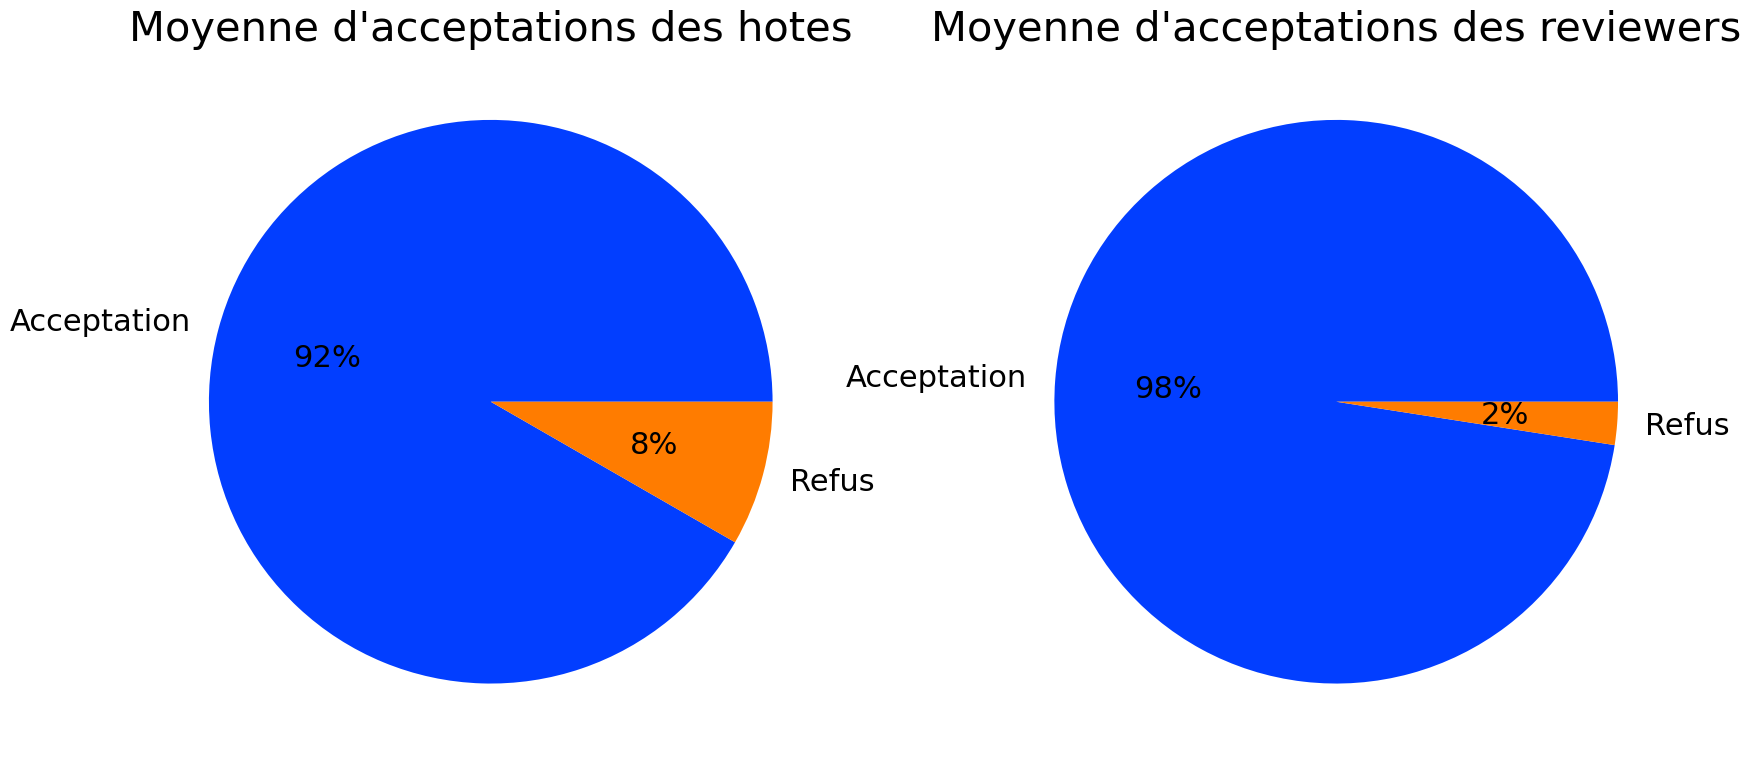 Moyenne d'acceptations des hotes
Acceptation
92%
8%
Refus
Moyenne d'acceptations des reviewers
Acceptation
98%
2%
Refus